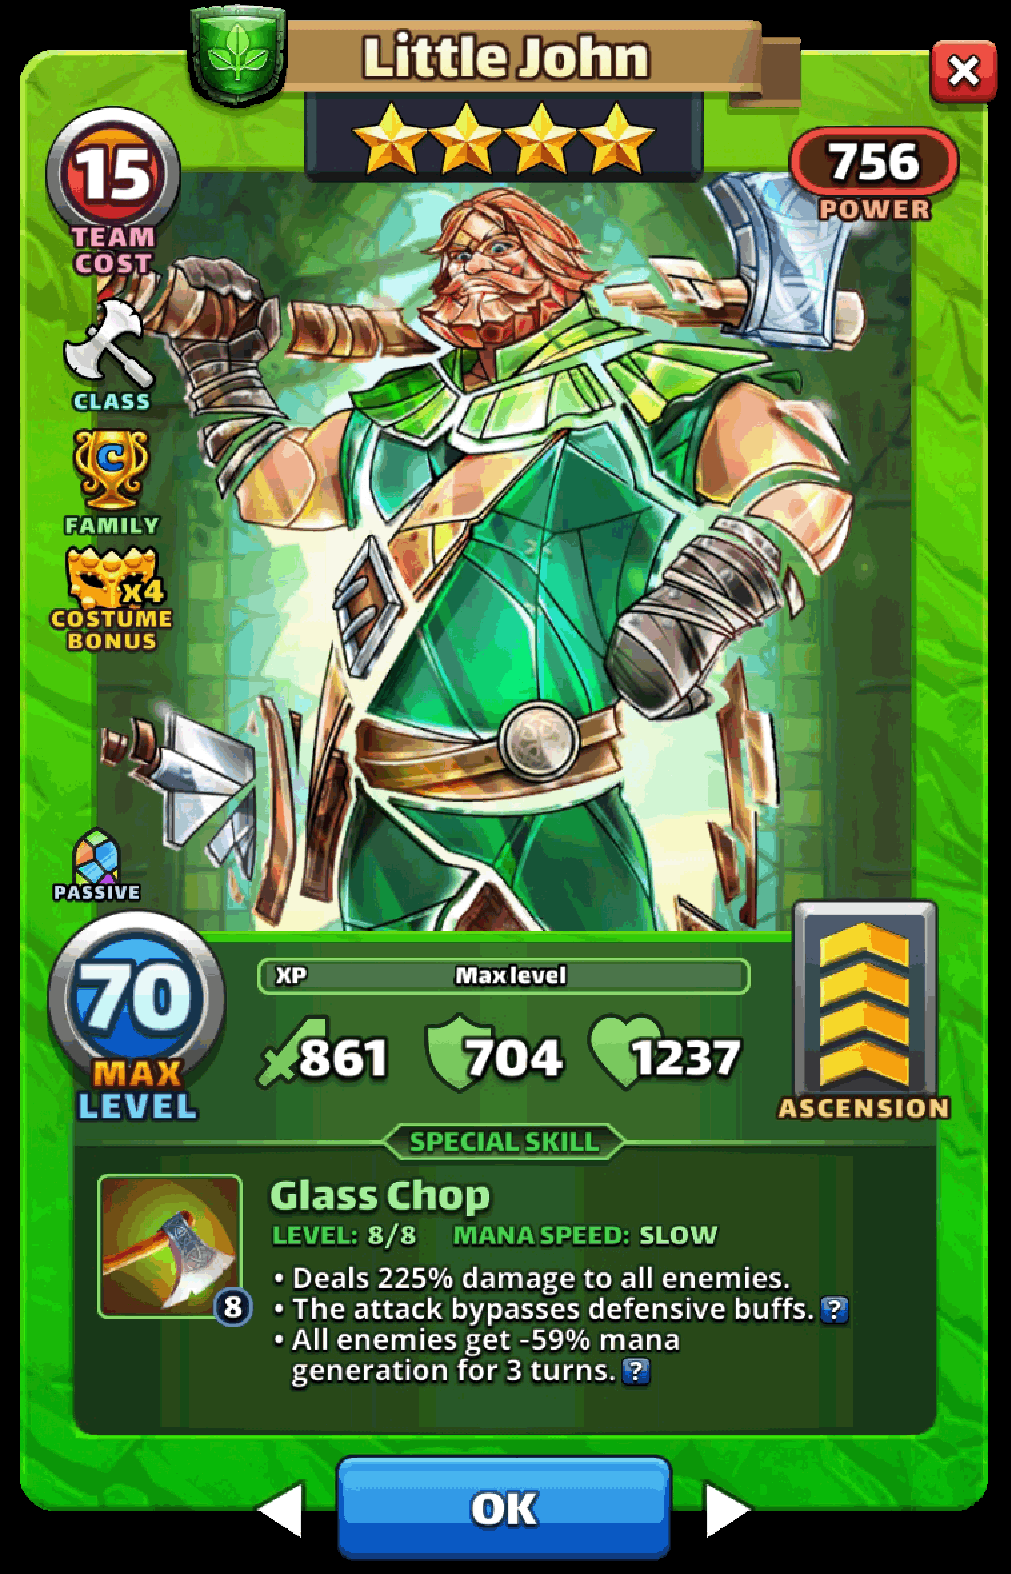 Little John
15
TEAM
COST
756
POWER
CLASS
C
FAMILY
x4
COSTUME
BONUS
PASSIVE
70
MAX
LEVEL
XP Max level
861 704 1237
ASCENSION
SPECIAL SKILL
Glass Chop
LEVEL: 8/8 MANA SPEED: SLOW
8
• Deals 225% damage to all enemies.
• The attack bypasses defensive buffs. ?
• All enemies get -59% mana
generation for 3 turns. ?
OK